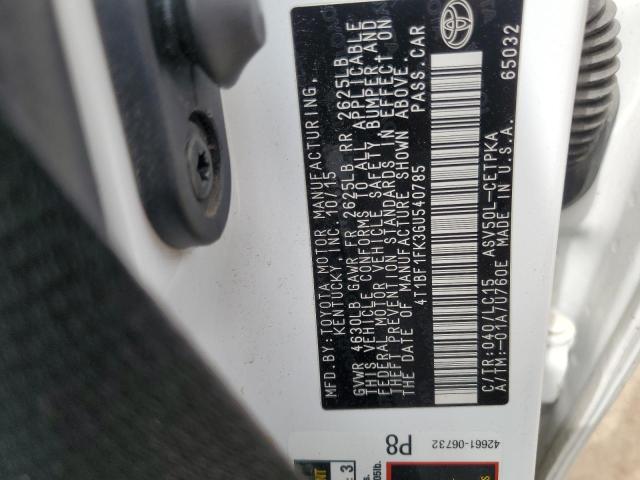 MFD.BY:TOYOTA MOTOR MANUFACTURING,
KENTUCKY, INC. 10/15
GVWR 4630LB GAWR FR 2625LB RR 2625LB
THIS VEHICLE CONFORMS TO ALL APPLICABLE
FEDERAL MOTOR VEHICLE SAFETY, BUMPER, AND
THEFT PREVENTION STANDARDS IN EFFECT ON
THE DATE OF MANUFACTURE SHOWN ABOVE.
4T1BF1FK3GU540785 PASS.CAR
C/TR:040/LC15 ASV50L-CETPKA
A/TM:-01A7U760E MADE IN U.S.A.
65032
P8
42661-06732
3